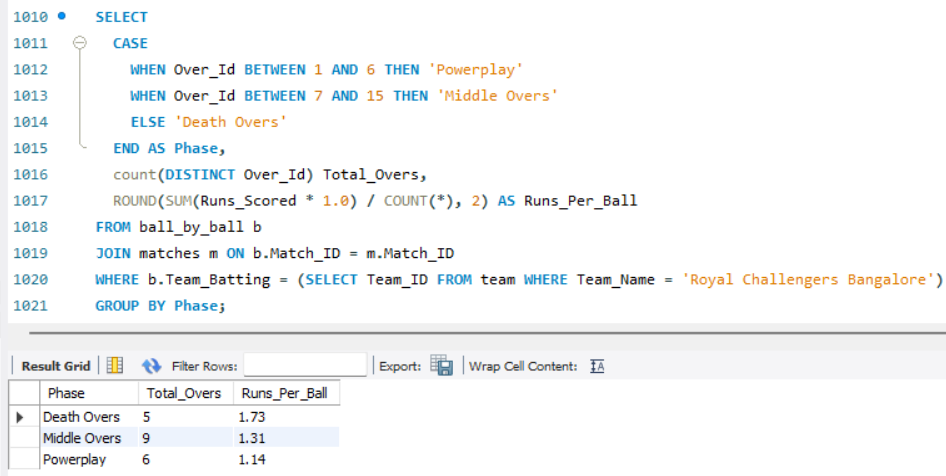 1010 SELECT
1011 CASE
1012 WHEN Over_Id BETWEEN 1 AND 6 THEN 'Powerplay'
1013 WHEN Over_Id BETWEEN 7 AND 15 THEN 'Middle Overs'
1014 ELSE 'Death Overs'
1015 END AS Phase,
1016 count(DISTINCT Over_Id) Total_Overs,
1017 ROUND(SUM(Runs_Scored * 1.0) / COUNT(*), 2) AS Runs_Per_Ball
1018 FROM ball_by_ball b
1019 JOIN matches m ON b.Match_ID = m.Match_ID
1020 WHERE b.Team_Batting = (SELECT Team_ID FROM team WHERE Team_Name = 'Royal Challengers Bangalore')
1021 GROUP BY Phase;
Result Grid Filter Rows: Export: Wrap Cell Content:
Phase Total_Overs Runs_Per_Ball
Death Overs 5 1.73
Middle Overs 9 1.31
Powerplay 6 1.14